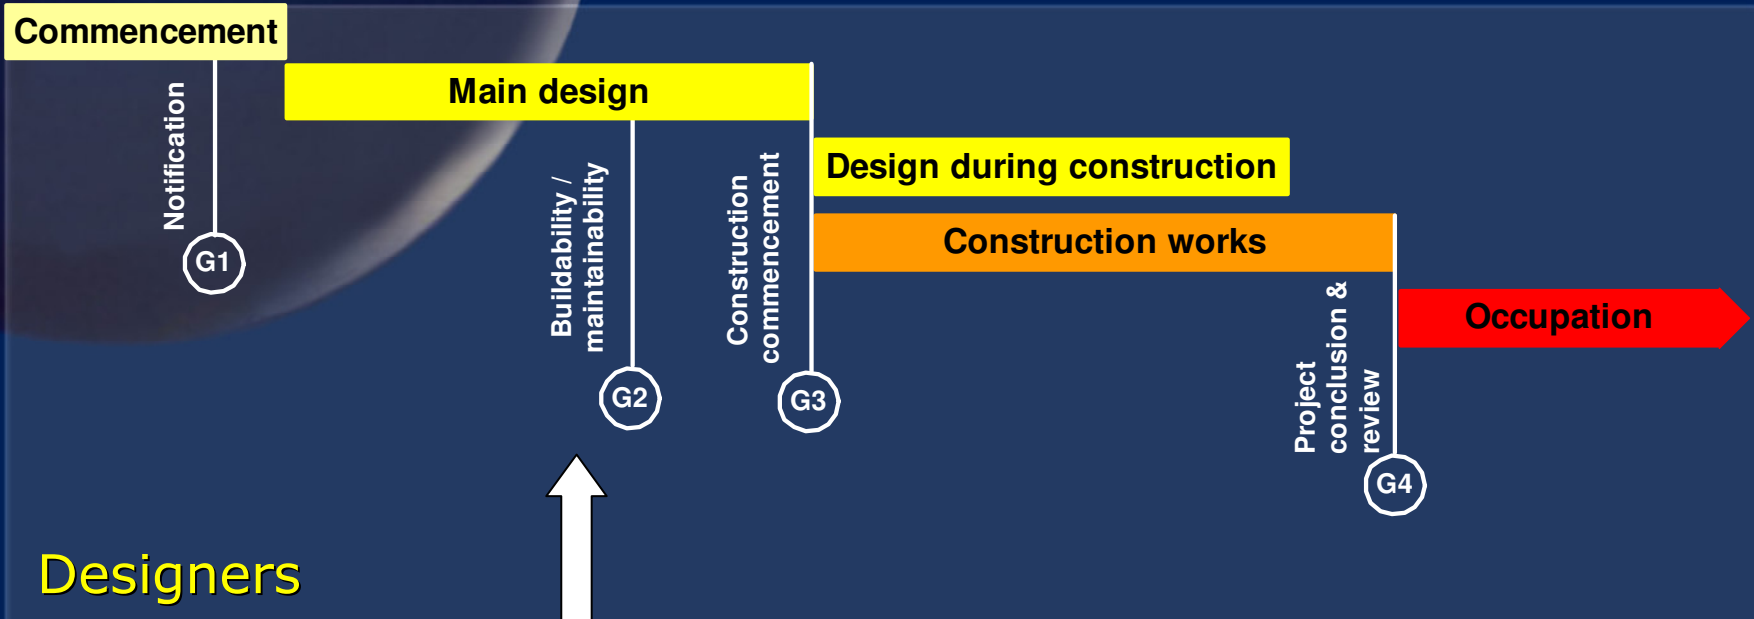 Commencement
Notification
G1
Main design
Buildability /
maintainability
G2
Construction
commencement
G3
Design during construction
Construction works
Project
conclusion &
review
G4
Occupation
Designers